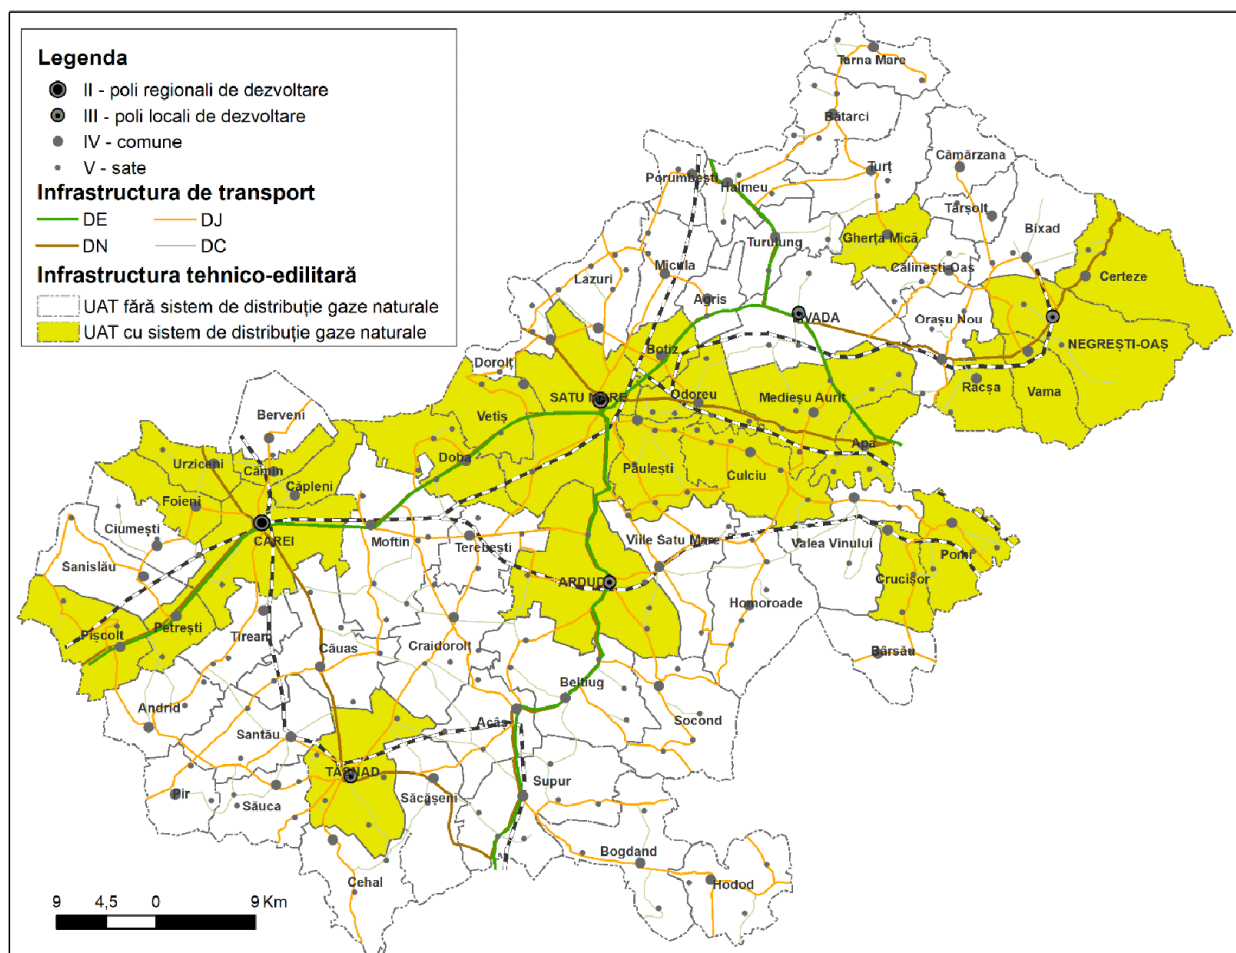 Legenda
II - poli regionali de dezvoltare
III - poli locali de dezvoltare
IV - comune
V - sate
Infrastructura de transport
DE DJ
DN DC
Infrastructura tehnico-edilitară
UAT fără sistem de distribuție gaze naturale
UAT cu sistem de distribuție gaze naturale
Tarna Mare
Bătarci
Cămărzana
Turț
Porumbești
Halmeu
Târșolt
Bixad
Turulung
Gherța Mică
Călinești-Oaș
Certeze
Micula
Lazuri
Agriș
LIVADA
Orașu Nou
NEGREȘTI-OAȘ
Botiz
Dorolț
Racșa
Vama
SATU MARE
Odoreu
Medieșu Aurit
Vetiș
Berveni
Apa
Doba
Urziceni
Cămin
Păulești
Culciu
Căpleni
Foieni
Ciumești
CAREI
Moftin
Terebești
Viile Satu Mare
Valea Vinului
Pomi
Sanislău
ARDUD
Crucișor
Homoroade
Petrești
Pișcolt
Tiream
Căuaș
Craidorolț
Bârsău
Beltiug
Andrid
Acâș
Socond
Santău
TĂȘNAD
Supur
Pir
Săuca
Săcășeni
Bogdand
Cehal
Hodod
9 4,5 0 9 Km